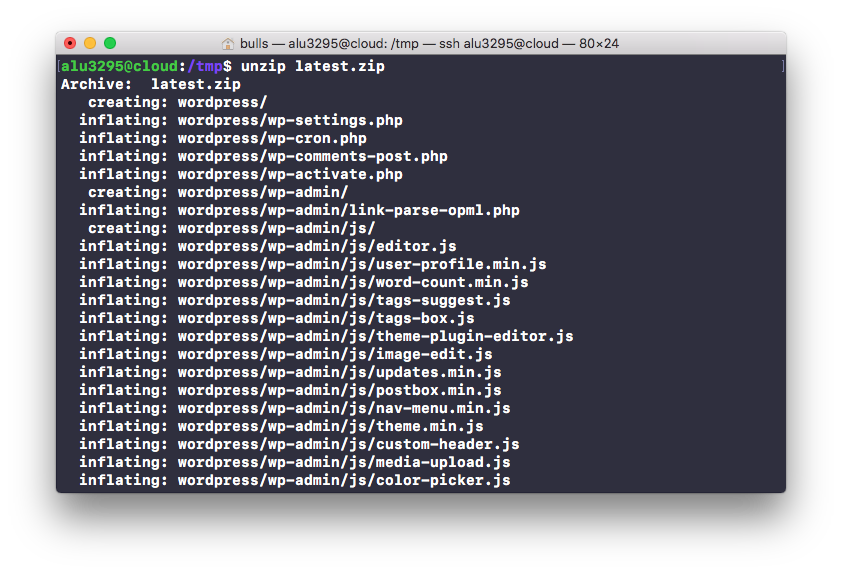 bulls — alu3295@cloud: /tmp — ssh alu3295@cloud — 80×24
[alu3295@cloud:/tmp$ unzip latest.zip ]
Archive:  latest.zip
   creating: wordpress/
  inflating: wordpress/wp-settings.php
  inflating: wordpress/wp-cron.php
  inflating: wordpress/wp-comments-post.php
  inflating: wordpress/wp-activate.php
   creating: wordpress/wp-admin/
  inflating: wordpress/wp-admin/link-parse-opml.php
   creating: wordpress/wp-admin/js/
  inflating: wordpress/wp-admin/js/editor.js
  inflating: wordpress/wp-admin/js/user-profile.min.js
  inflating: wordpress/wp-admin/js/word-count.min.js
  inflating: wordpress/wp-admin/js/tags-suggest.js
  inflating: wordpress/wp-admin/js/tags-box.js
  inflating: wordpress/wp-admin/js/theme-plugin-editor.js
  inflating: wordpress/wp-admin/js/image-edit.js
  inflating: wordpress/wp-admin/js/updates.min.js
  inflating: wordpress/wp-admin/js/postbox.min.js
  inflating: wordpress/wp-admin/js/nav-menu.min.js
  inflating: wordpress/wp-admin/js/theme.min.js
  inflating: wordpress/wp-admin/js/custom-header.js
  inflating: wordpress/wp-admin/js/media-upload.js
  inflating: wordpress/wp-admin/js/color-picker.js